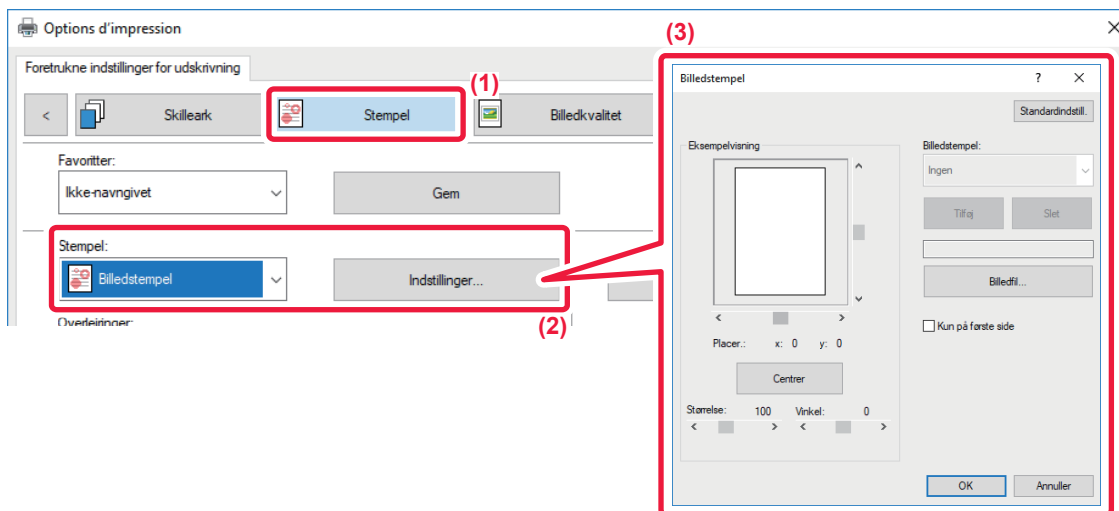 Options d'impression
Foretrukne indstillinger for udskrivning
(1)
< Skilleark Stempel Billedkvalitet
Favoritter:
Ikke-navngivet Gem
Stempel:
Billedstempel Indstillinger...
(2)
Overlejringer:
(3)
Billedstempel ? X
Standardindstill.
Eksempelvisning
Placer.: x: 0 y: 0
Centrer
Størrelse: 100 Vinkel: 0
< > < >
Billedstempel:
Ingen
Tilføj Slet
Billedfil...
Kun på første side
OK Annuller